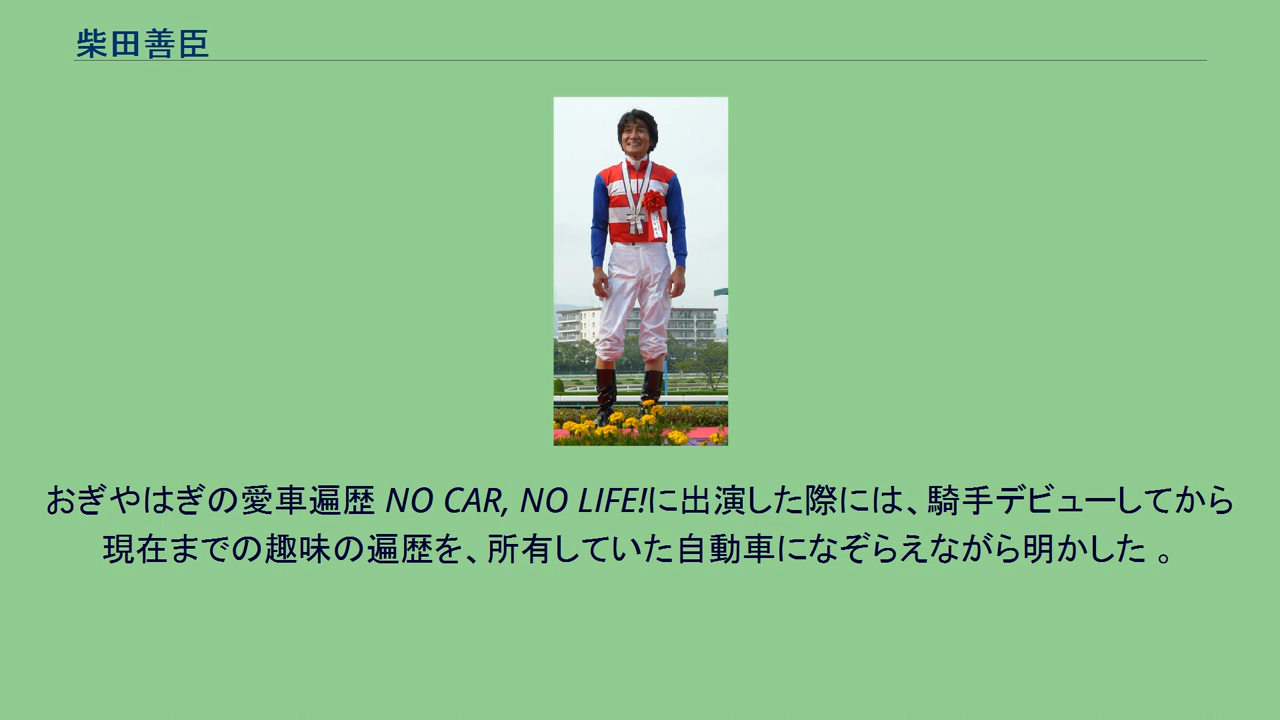 柴田善臣
おぎやはぎの愛車遍歴 NO CAR, NO LIFE!に出演した際には、騎手デビューしてから
現在までの趣味の遍歴を、所有していた自動車になぞらえながら明かした 。